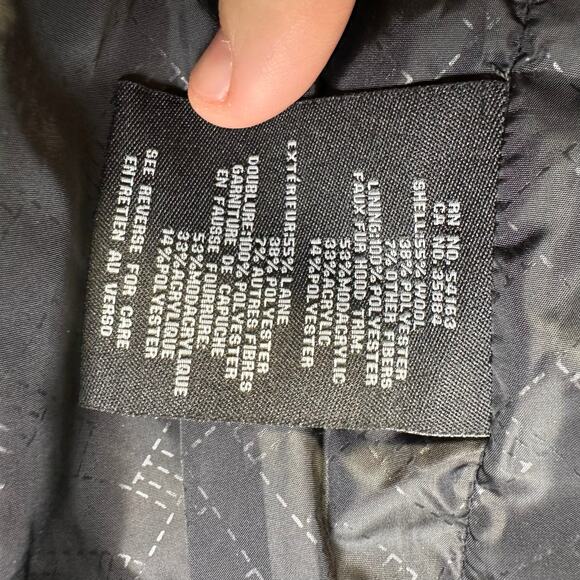 RN NO. 54163
CA NO. 35884
SHELL:55% WOOL
38% POLYESTER
7% OTHER FIBERS
LINING:100% POLYESTER
FAUX FUR HOOD TRIM:
53%MODACRYLIC
33%ACRYLIC
14%POLYESTER
EXTÉRIEUR:55% LAINE
38% POLYESTER
7% AUTRES FIBRES
DOUBLURE:100% POLYESTER
GARNITURE DE CAPUCHE
EN FAUSSE FOURRURE:
53%MODACRYLIQUE
33%ACRYLIQUE
14%POLYESTER
SEE REVERSE FOR CARE
ENTRETIEN AU VERSO